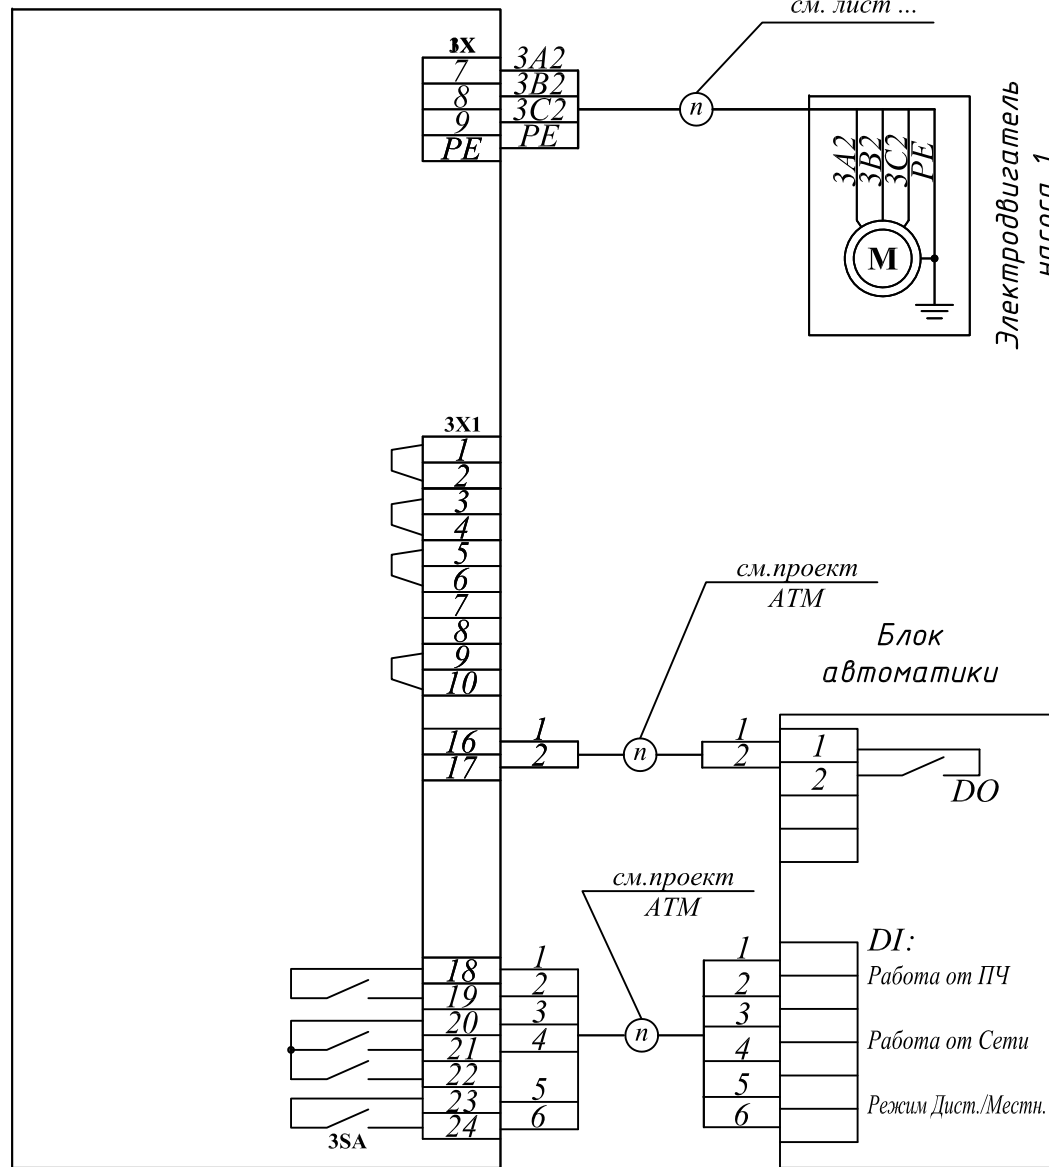 см. лист ...
3X
7
8
9
PE
3A2
3B2
3C2
PE
n
3A2
3B2
3C2
PE
M
Электродвигатель
насоса 1
3X1
1
2
3
4
5
6
7
8
9
10
16
17
1
2
n
см.проект
АТМ
1
2
Блок
автоматики
1
2
DO
см.проект
АТМ
18
19
20
21
22
23
24
3SA
1
2
3
4
5
6
n
1
2
3
4
5
6
DI:
Работа от ПЧ
Работа от Сети
Режим Дист./Местн.